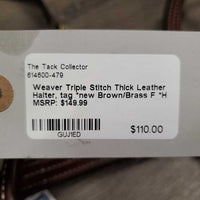 The Tack Collector
614600-479
Weaver Triple Stitch Thick Leather
Halter, tag *new Brown/Brass F *H
MSRP: $149.99
GUJ1ED
$110.00